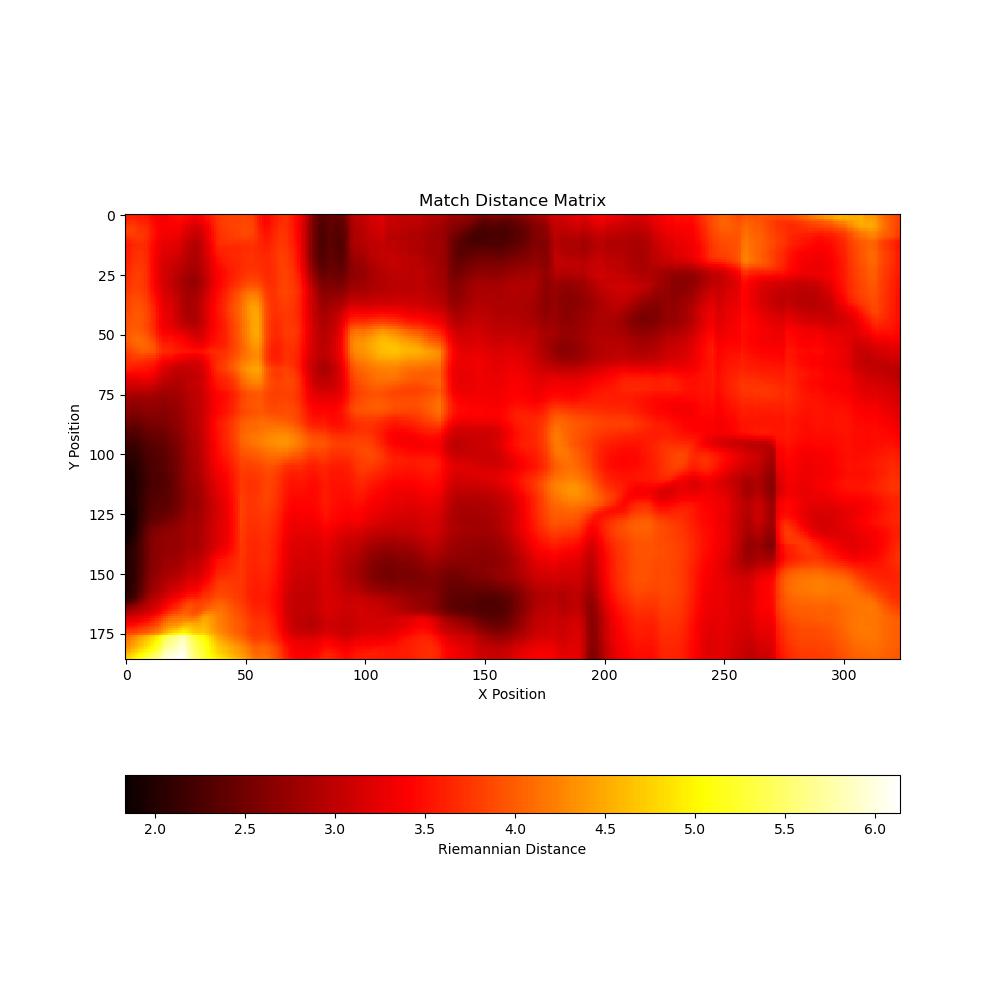 Match Distance Matrix
0
25
50
75
100
125
150
175
Y Position
0 50 100 150 200 250 300
X Position
2.0 2.5 3.0 3.5 4.0 4.5 5.0 5.5 6.0
Riemannian Distance